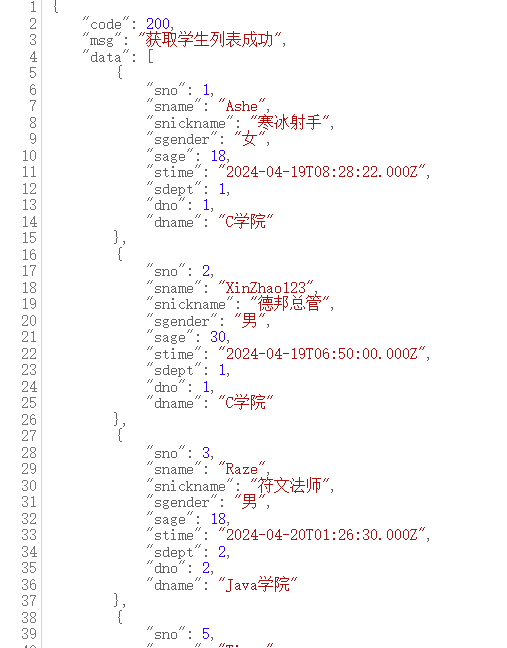 1 {
2 "code": 200,
3 "msg": "获取学生列表成功",
4 "data": [
5 {
6 "sno": 1,
7 "sname": "Ashe",
8 "snickname": "寒冰射手",
9 "sgender": "女",
10 "sage": 18,
11 "stime": "2024-04-19T08:28:22.000Z",
12 "sdept": 1,
13 "dno": 1,
14 "dname": "C学院"
15 },
16 {
17 "sno": 2,
18 "sname": "XinZhao123",
19 "snickname": "德邦总管",
20 "sgender": "男",
21 "sage": 30,
22 "stime": "2024-04-19T06:50:00.000Z",
23 "sdept": 1,
24 "dno": 1,
25 "dname": "C学院"
26 },
27 {
28 "sno": 3,
29 "sname": "Raze",
30 "snickname": "符文法师",
31 "sgender": "男",
32 "sage": 18,
33 "stime": "2024-04-20T01:26:30.000Z",
34 "sdept": 2,
35 "dno": 2,
36 "dname": "Java学院"
37 },
38 {
39 "sno": 5,